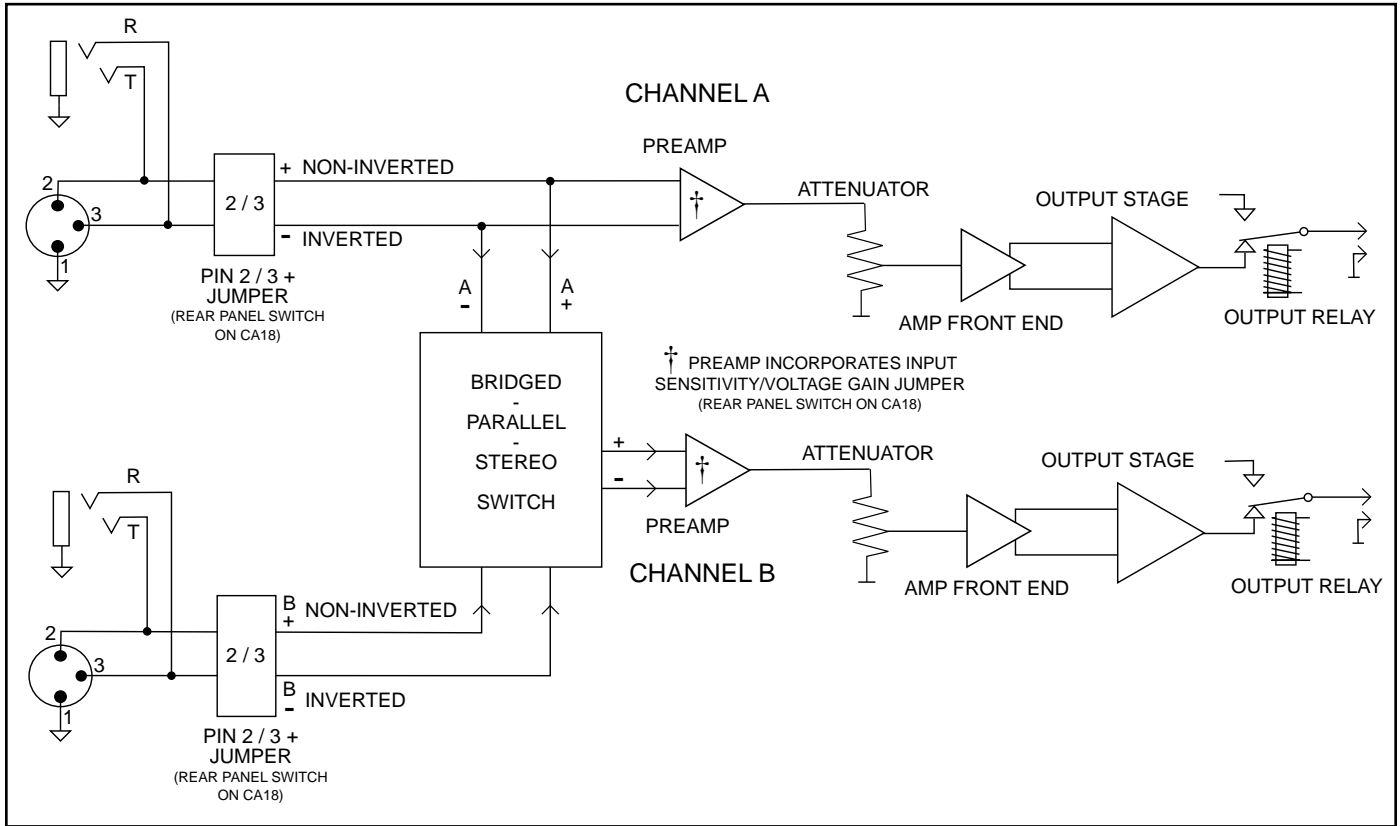 R
T
CHANNEL A
PREAMP
2
3
1
2 / 3
+ NON-INVERTED
- INVERTED
†
ATTENUATOR
OUTPUT STAGE
PIN 2 / 3 +
JUMPER
(REAR PANEL SWITCH
ON CA18)
A
-
A
+
AMP FRONT END
OUTPUT RELAY
† PREAMP INCORPORATES INPUT
SENSITIVITY/VOLTAGE GAIN JUMPER
(REAR PANEL SWITCH ON CA18)
BRIDGED
-
PARALLEL
-
STEREO
SWITCH
+
-
†
PREAMP
ATTENUATOR
OUTPUT STAGE
CHANNEL B
AMP FRONT END
OUTPUT RELAY
R
T
2
3
1
2 / 3
B
+
NON-INVERTED
B
-
INVERTED
PIN 2 / 3 +
JUMPER
(REAR PANEL SWITCH
ON CA18)